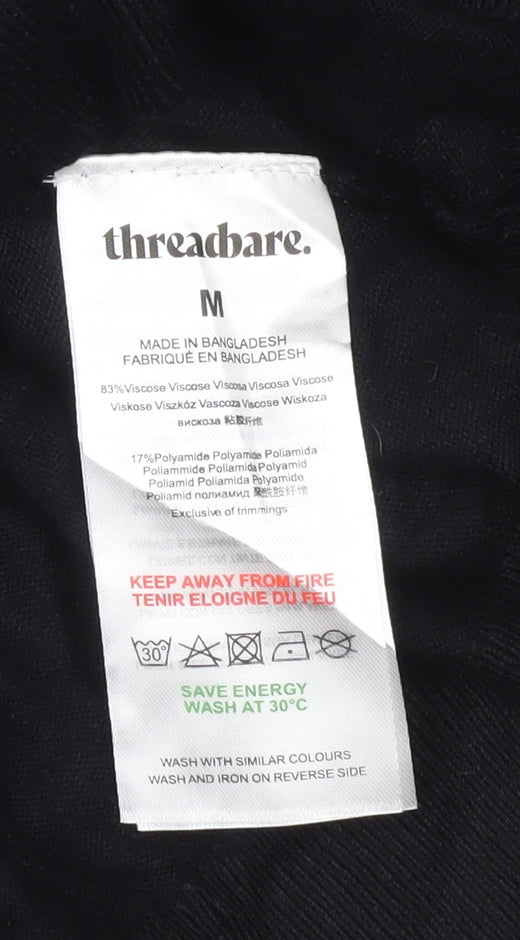 threadbare.
M
MADE IN BANGLADESH
FABRIQUÉ EN BANGLADESH
83%Viscose Viscose Viscosa Viscosa Viscose
Viskose Viszkóz Vascoza Viscose Wiskoza
вискоза 粘胶纤维
17%Polyamide Polyamide Poliamida
Poliammide Poliamida Polyamid
Poliamid Poliamida Polyamide
Poliamid полиамид 聚酰胺纤维
Exclusive of trimmings
KEEP AWAY FROM FIRE
TENIR ELOIGNE DU FEU
30°
SAVE ENERGY
WASH AT 30°C
WASH WITH SIMILAR COLOURS
WASH AND IRON ON REVERSE SIDE